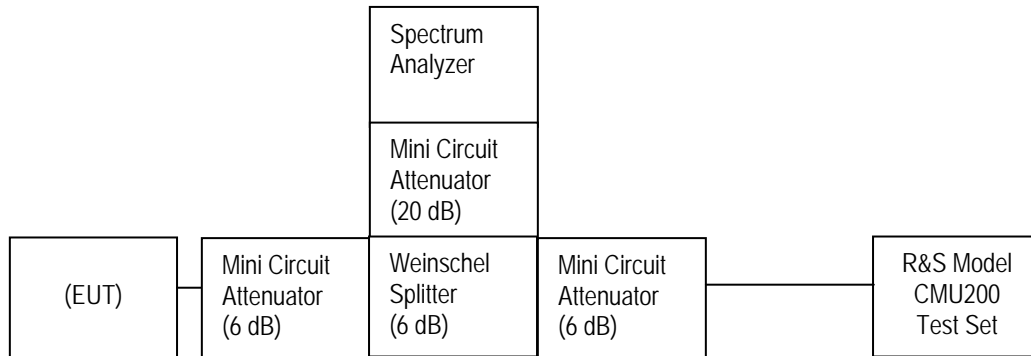 Spectrum
Analyzer
Mini Circuit
Attenuator
(20 dB)
(EUT)
Mini Circuit
Attenuator
(6 dB)
Weinschel
Splitter
(6 dB)
Mini Circuit
Attenuator
(6 dB)
R&S Model
CMU200
Test Set